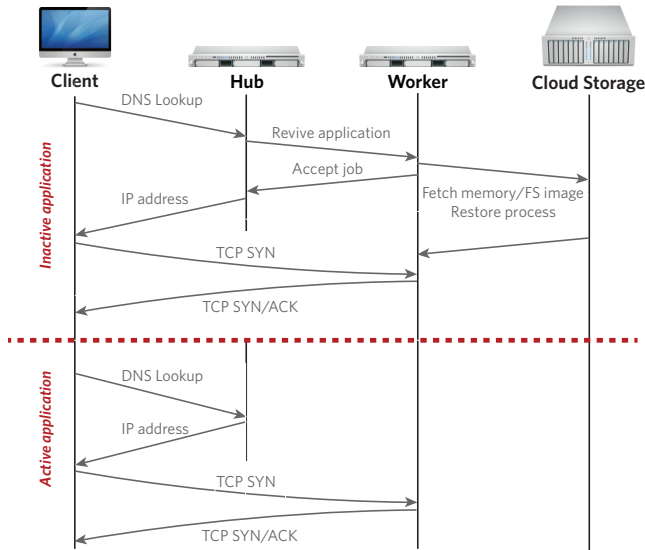 Client
Hub
Worker
Cloud Storage
Inactive application
DNS Lookup
Revive application
Accept job
IP address
Fetch memory/FS image
Restore process
TCP SYN
TCP SYN/ACK
Active application
DNS Lookup
IP address
TCP SYN
TCP SYN/ACK